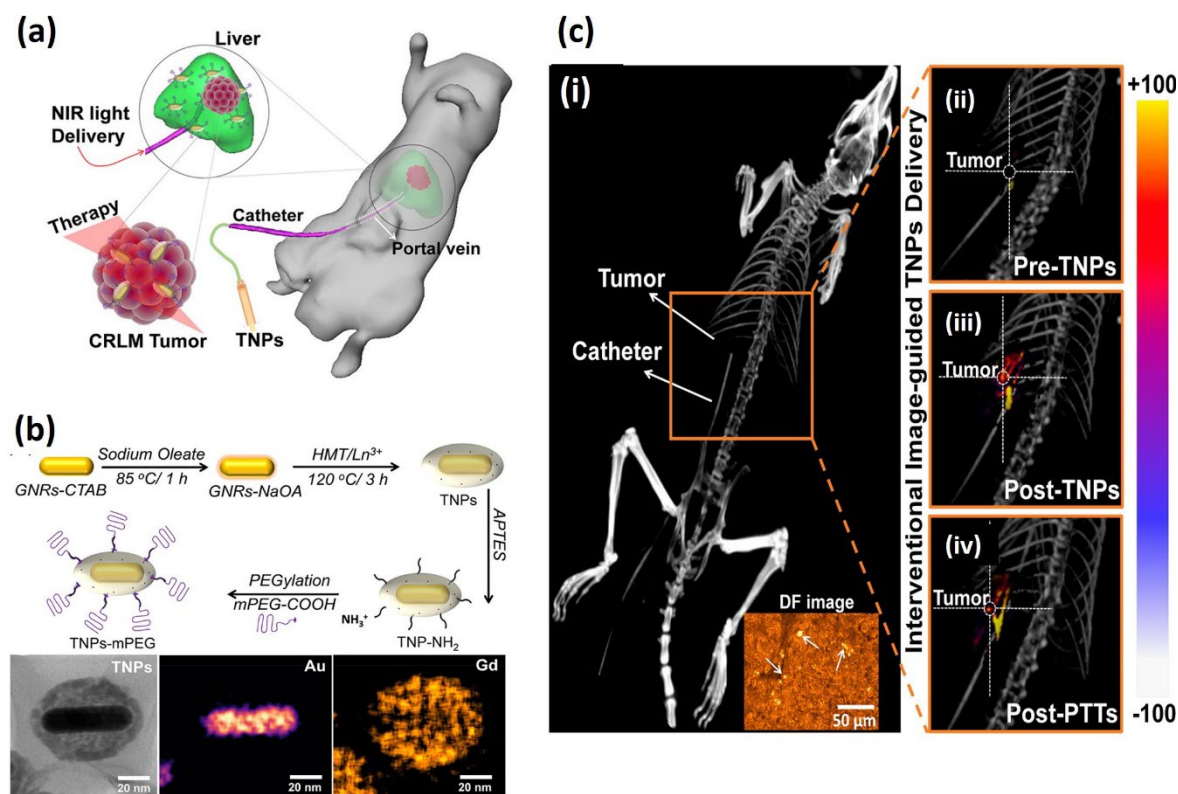 (a)
Liver
NIR light
Delivery
Therapy
Catheter
Portal vein
TNPs
CRLM Tumor
(b)
Sodium Oleate
85 °C/ 1 h
HMT/Ln3+
120 °C/ 3 h
GNRs-CTAB
GNRs-NaOA
TNPs
APTES
PEGylation
mPEG-COOH
NH3+
TNPs-mPEG
TNP-NH2
TNPs
20 nm
Au
20 nm
Gd
20 nm
(c)
(i)
Tumor
Catheter
DF image
50 µm
Interventional Image-guided TNPs Delivery
(ii)
Tumor
Pre-TNPs
(iii)
Tumor
Post-TNPs
(iv)
Tumor
Post-PTTs
+100
-100